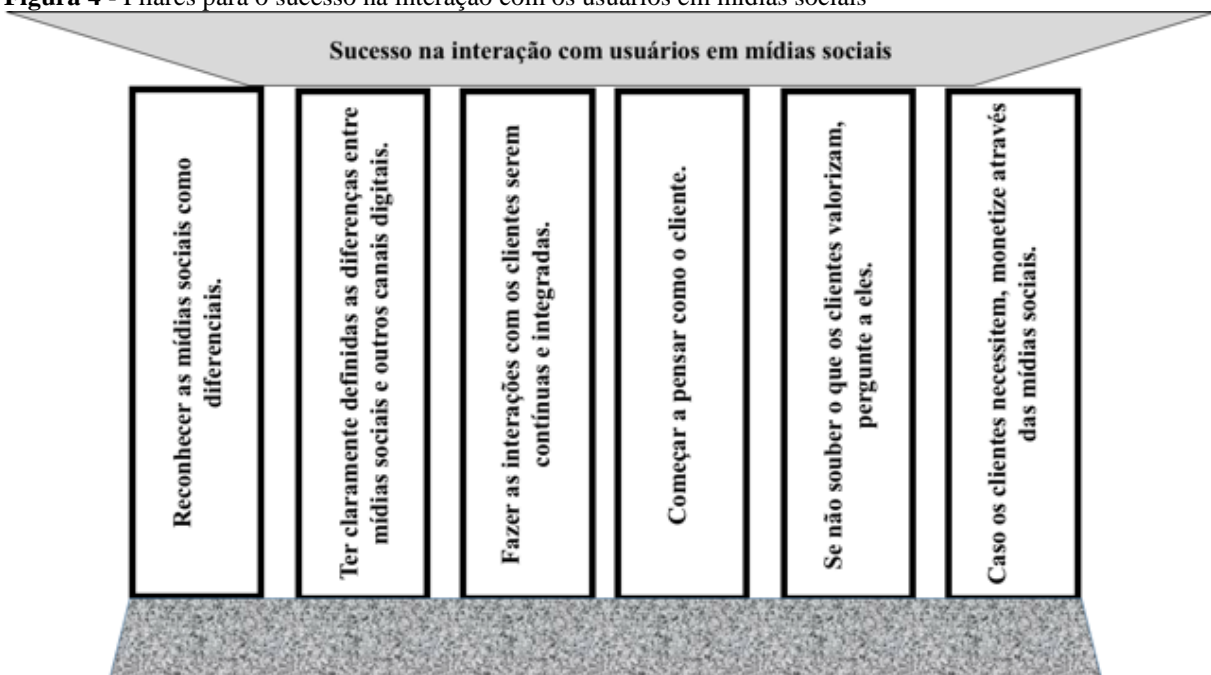 Figura 4 - Pilares para o sucesso na interação com os usuários em mídias sociais
Sucesso na interação com usuários em mídias sociais
Reconhecer as mídias sociais como
diferenciais.
Ter claramente definidas as diferenças entre
mídias sociais e outros canais digitais.
Fazer as interações com os clientes serem
contínuas e integradas.
Começar a pensar como o cliente.
Se não souber o que os clientes valorizam,
pergunte a eles.
Caso os clientes necessitem, monetize através
das mídias sociais.